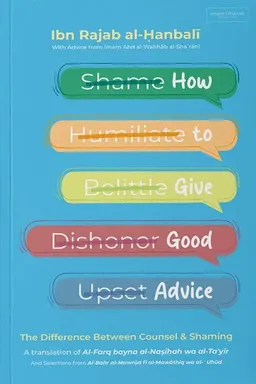 Ibn Rajab al-Ḥanbalī
Shame How
Humiliate to
Belittle Give
Dishonor Good
Upset Advice
The Difference Between Counsel & Shaming
A translation of Al-Farq bayna al-Naṣīḥah wa al-Taʿyīr